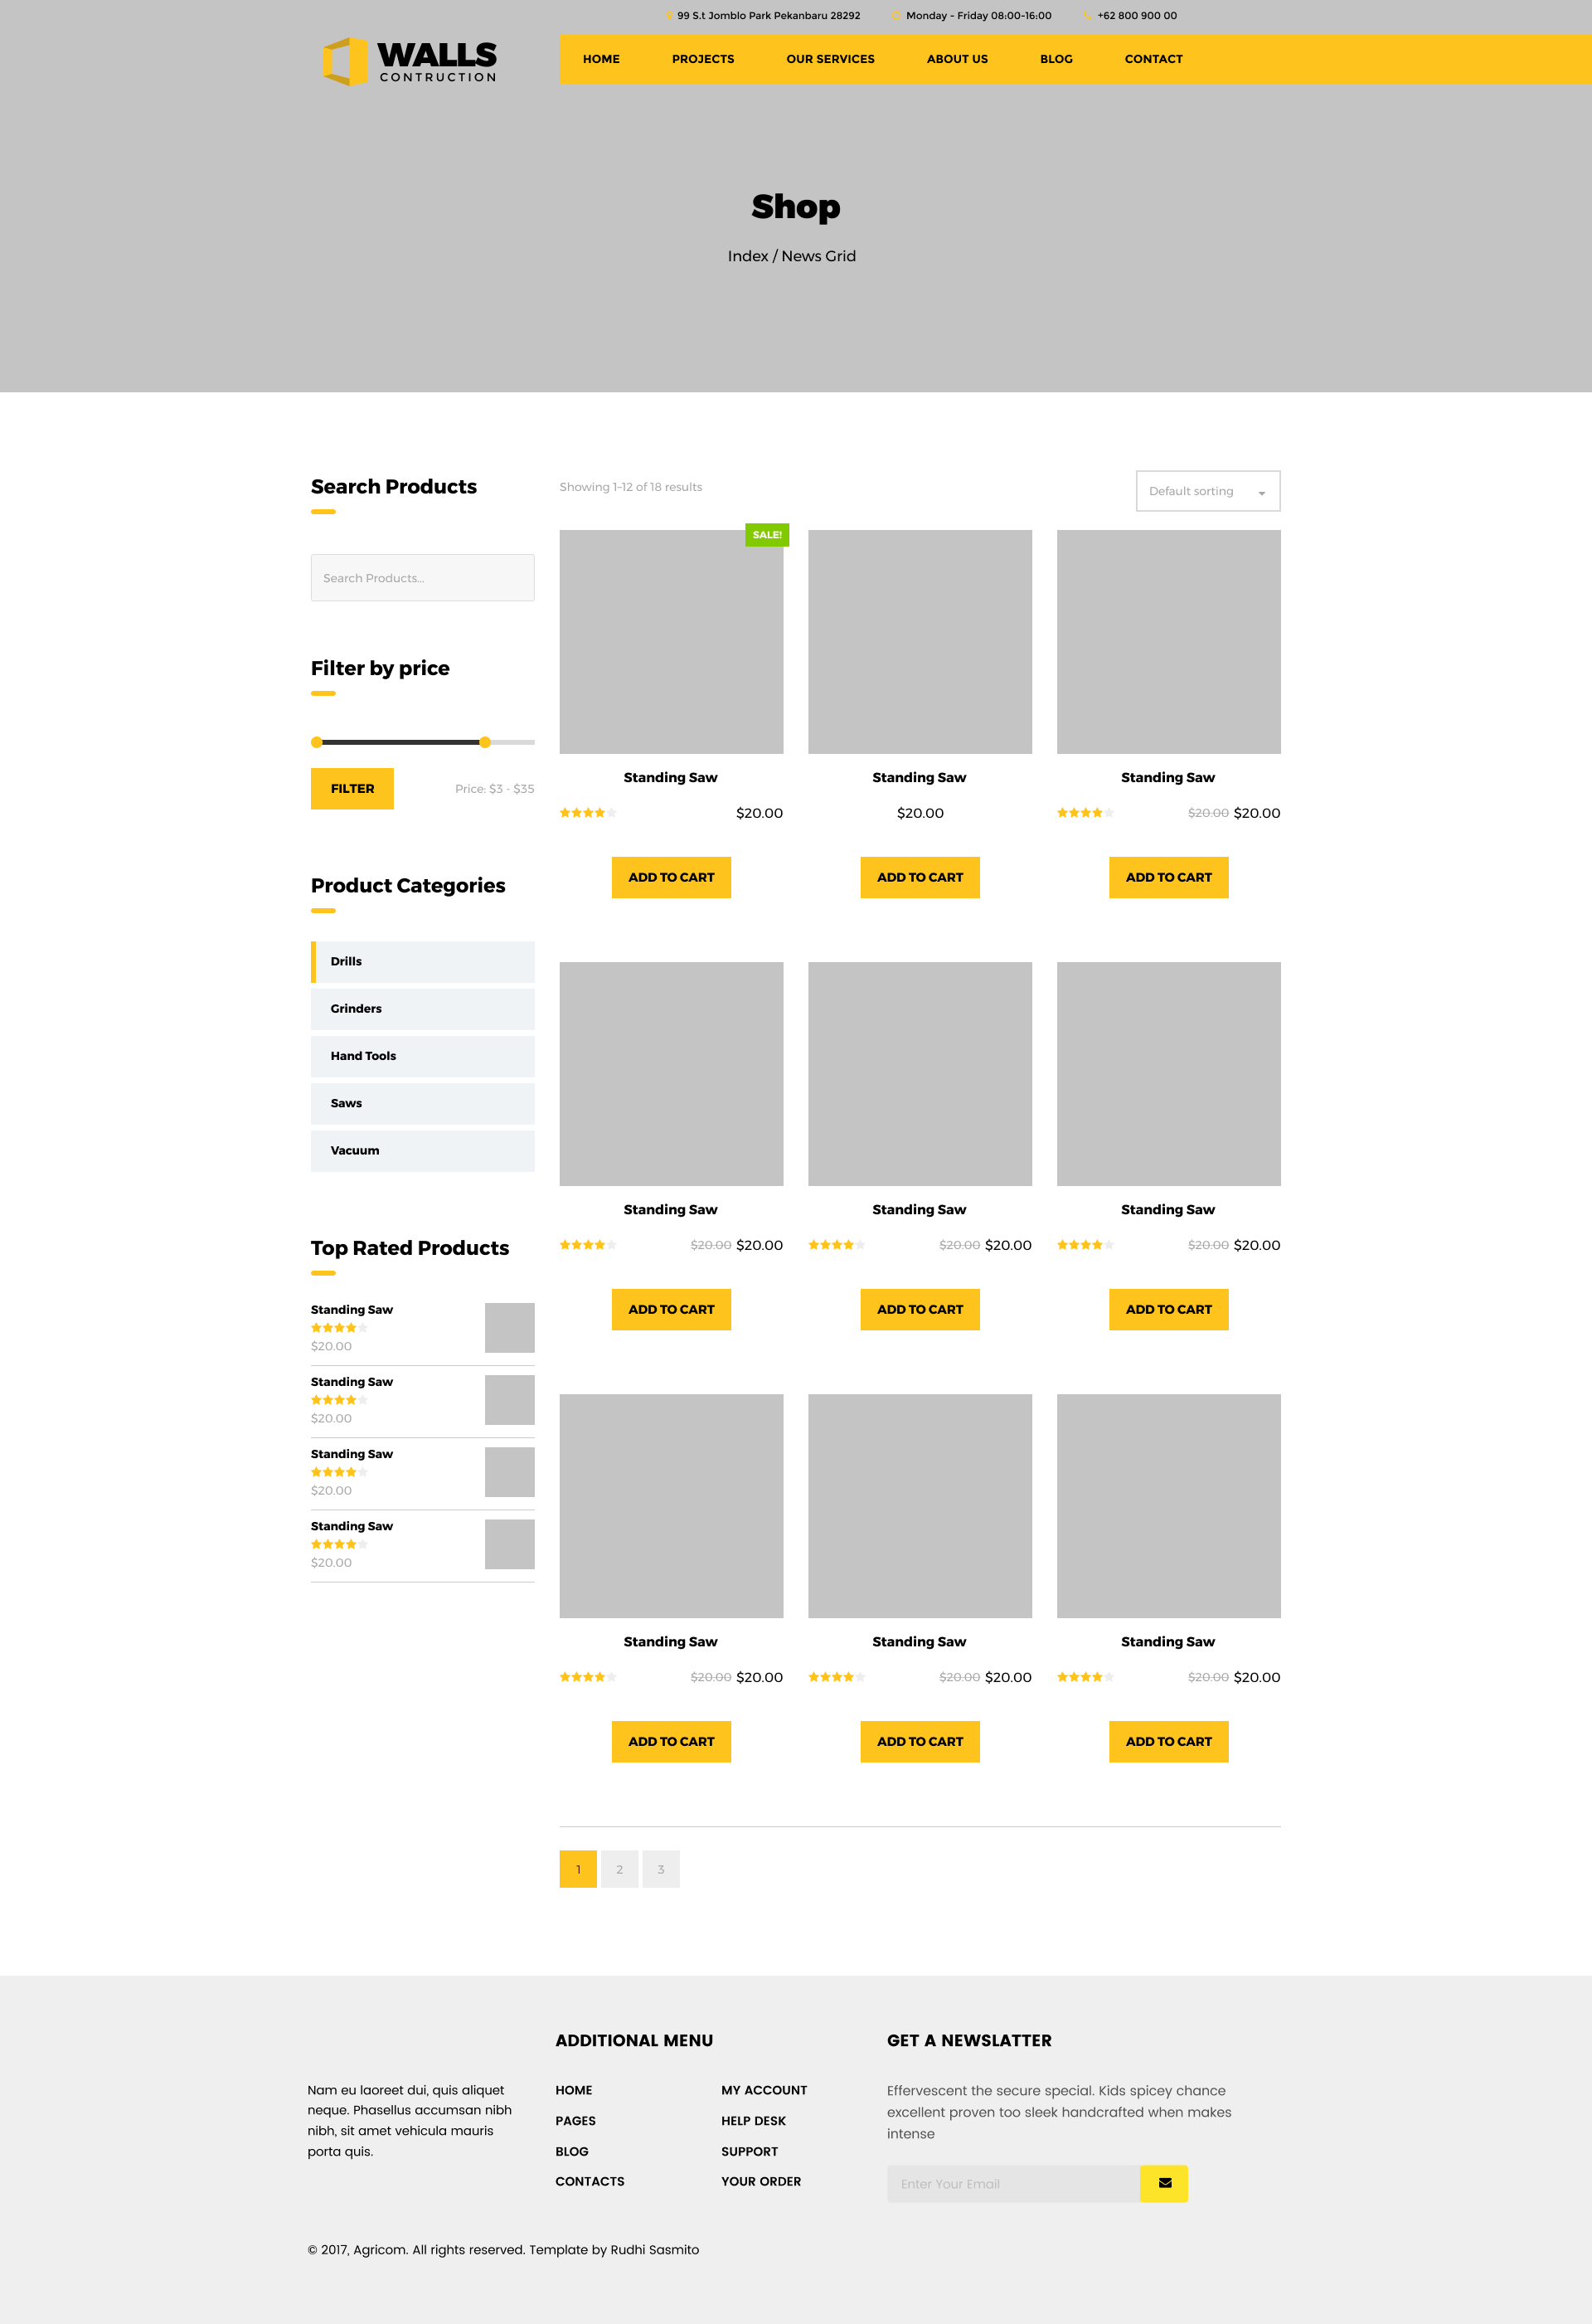 99 S.t Jomblo Park Pekanbaru 28292
Monday - Friday 08:00-16:00
+62 800 900 00
WALLS
CONTRUCTION
HOME
PROJECTS
OUR SERVICES
ABOUT US
BLOG
CONTACT
Shop
Index / News Grid
Search Products
Search Products...
Filter by price
FILTER
Price: $3 - $35
Product Categories
Drills
Grinders
Hand Tools
Saws
Vacuum
Top Rated Products
Standing Saw
$20.00
Standing Saw
$20.00
Standing Saw
$20.00
Standing Saw
$20.00
Showing 1-12 of 18 results
Default sorting
SALE!
Standing Saw
$20.00
ADD TO CART
Standing Saw
$20.00
ADD TO CART
Standing Saw
$20.00 $20.00
ADD TO CART
Standing Saw
$20.00 $20.00
ADD TO CART
Standing Saw
$20.00 $20.00
ADD TO CART
Standing Saw
$20.00 $20.00
ADD TO CART
Standing Saw
$20.00 $20.00
ADD TO CART
Standing Saw
$20.00 $20.00
ADD TO CART
Standing Saw
$20.00 $20.00
ADD TO CART
1
2
3
Nam eu laoreet dui, quis aliquet
neque. Phasellus accumsan nibh
nibh, sit amet vehicula mauris
porta quis.
ADDITIONAL MENU
HOME
PAGES
BLOG
CONTACTS
MY ACCOUNT
HELP DESK
SUPPORT
YOUR ORDER
GET A NEWSLATTER
Effervescent the secure special. Kids spicey chance
excellent proven too sleek handcrafted when makes
intense
Enter Your Email
© 2017, Agricom. All rights reserved. Template by Rudhi Sasmito